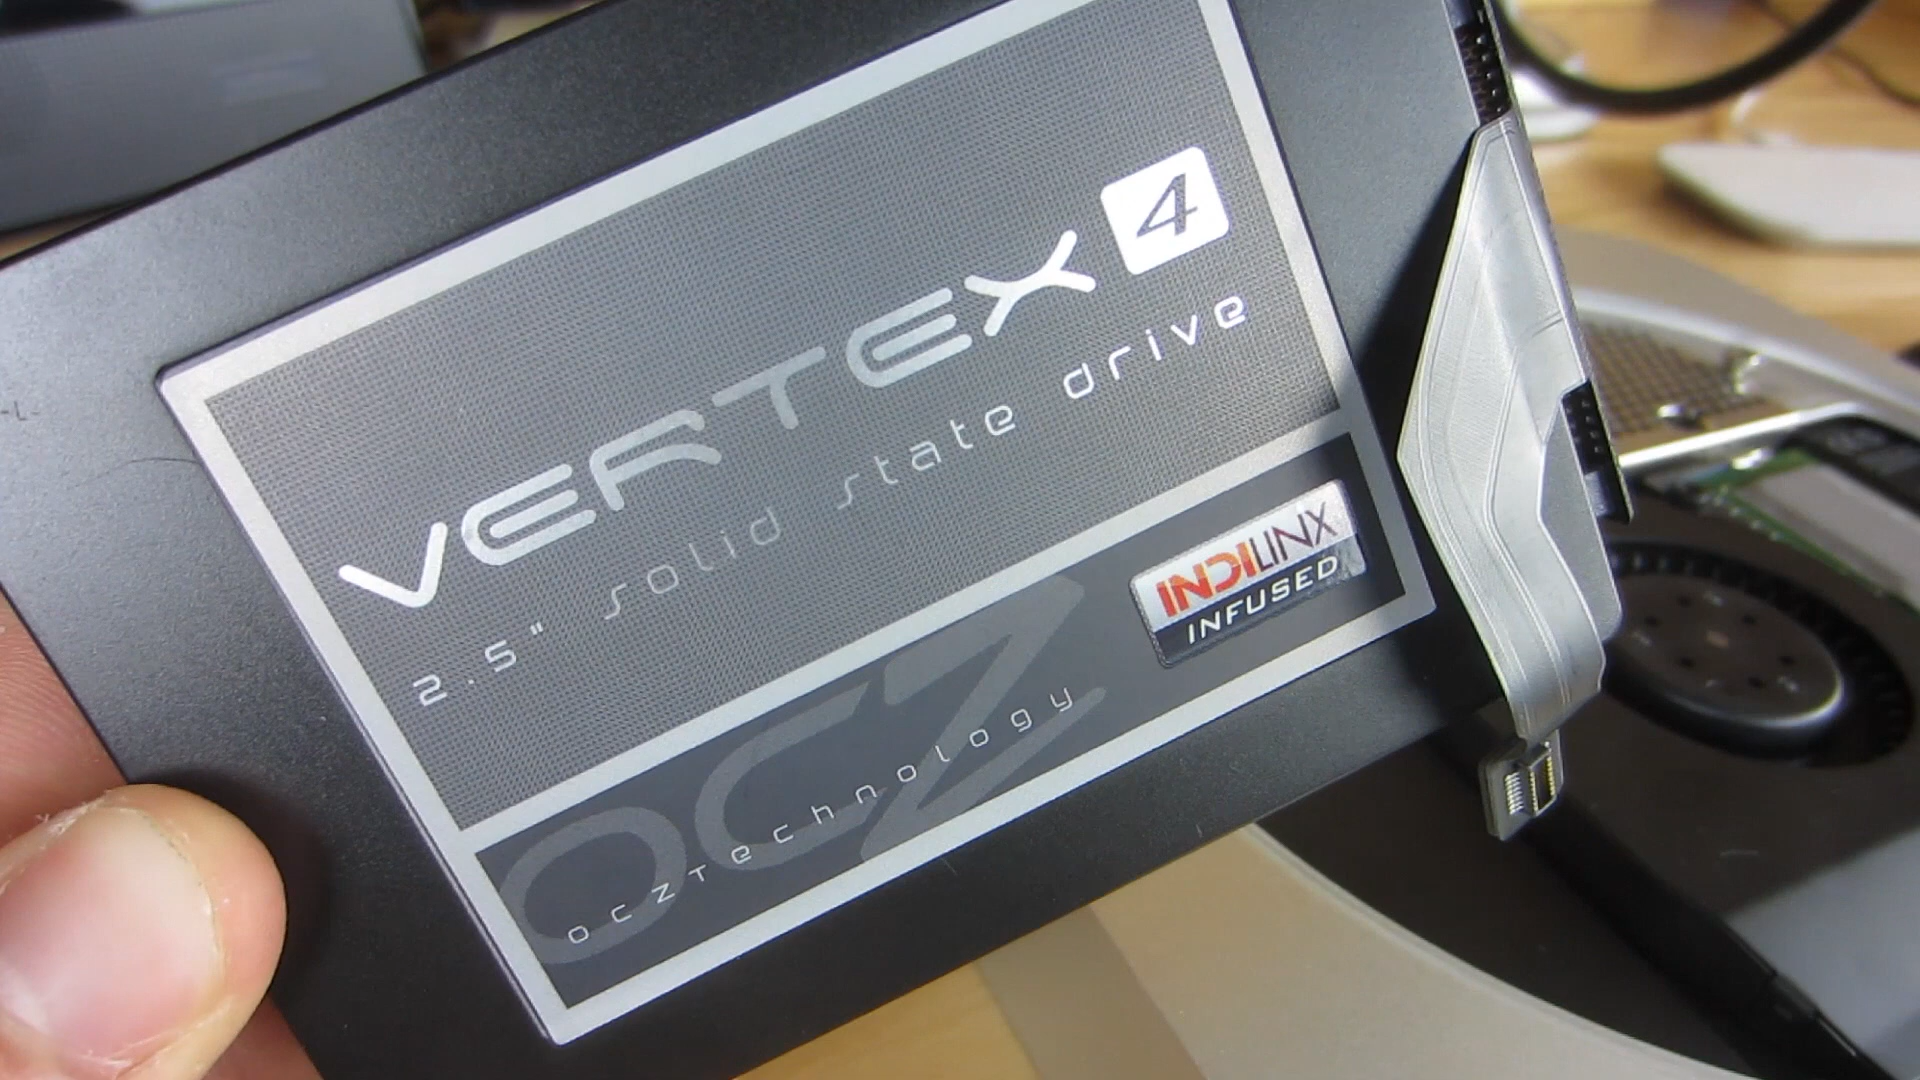 VERTEX 4
2.5" solid state drive
INDILINX
INFUSED
OCZ
OCZTechnology